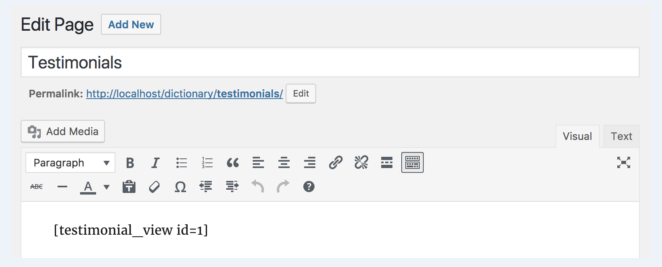 Edit Page Add New
Testimonials
Permalink: http://localhost/dictionary/testimonials/ Edit
Add Media
Visual Text
Paragraph B I
ABC A T Ω
[testimonial_view id=1]